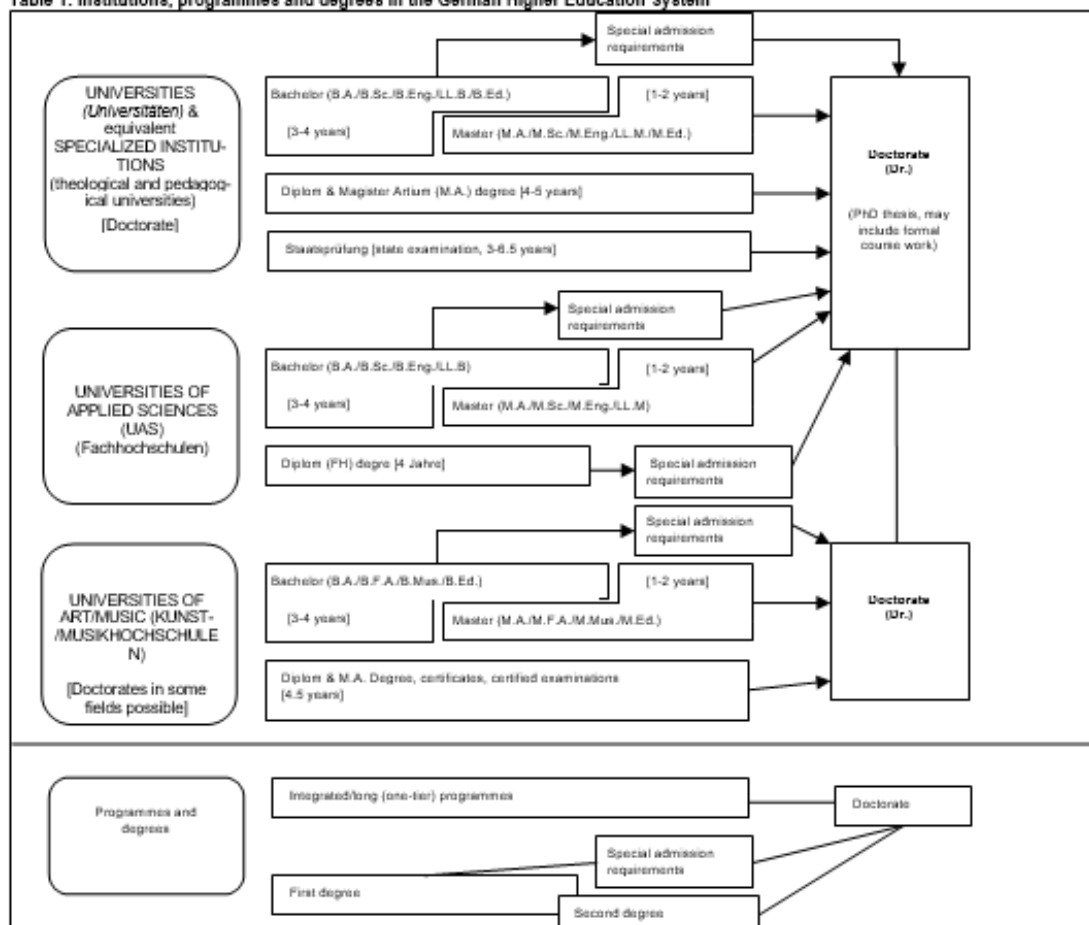 Table 1: Institutions, programmes and degrees in the German Higher Education System
Special admission
requirements
UNIVERSITIES
(Universitäten) &
equivalent
SPECIALIZED INSTITU-
TIONS
(theological and pedagog-
ical universities)
[Doctorate]
Bachelor (B.A./B.Sc./B.Eng./LL.B./B.Ed.)
[3-4 years]
[1-2 years]
Master (M.A./M.Sc./M.Eng./LL.M./M.Ed.)
Diplom & Magister Artium (M.A.) degree [4-5 years]
Staatsprüfung [state examination, 3-6.5 years]
Doctorate
(Dr.)
(PhD thesis, may
include formal
course work)
Special admission
requirements
UNIVERSITIES OF
APPLIED SCIENCES
(UAS)
(Fachhochschulen)
Bachelor (B.A./B.Sc./B.Eng./LL.B)
[3-4 years]
[1-2 years]
Master (M.A./M.Sc./M.Eng./LL.M)
Diplom (FH) degre [4 Jahre]
Special admission
requirements
Special admission
requirements
UNIVERSITIES OF
ART/MUSIC (KUNST-
/MUSIKHOCHSCHULE
N)
[Doctorates in some
fields possible]
Bachelor (B.A./B.F.A./B.Mus./B.Ed.)
[3-4 years]
[1-2 years]
Master (M.A./M.F.A./M.Mus./M.Ed.)
Diplom & M.A. Degree, certificates, certified examinations
[4.5 years]
Doctorate
(Dr.)
Programmes and
degrees
Integrated/long (one-tier) programmes
Doctorate
Special admission
requirements
First degree
Second degree